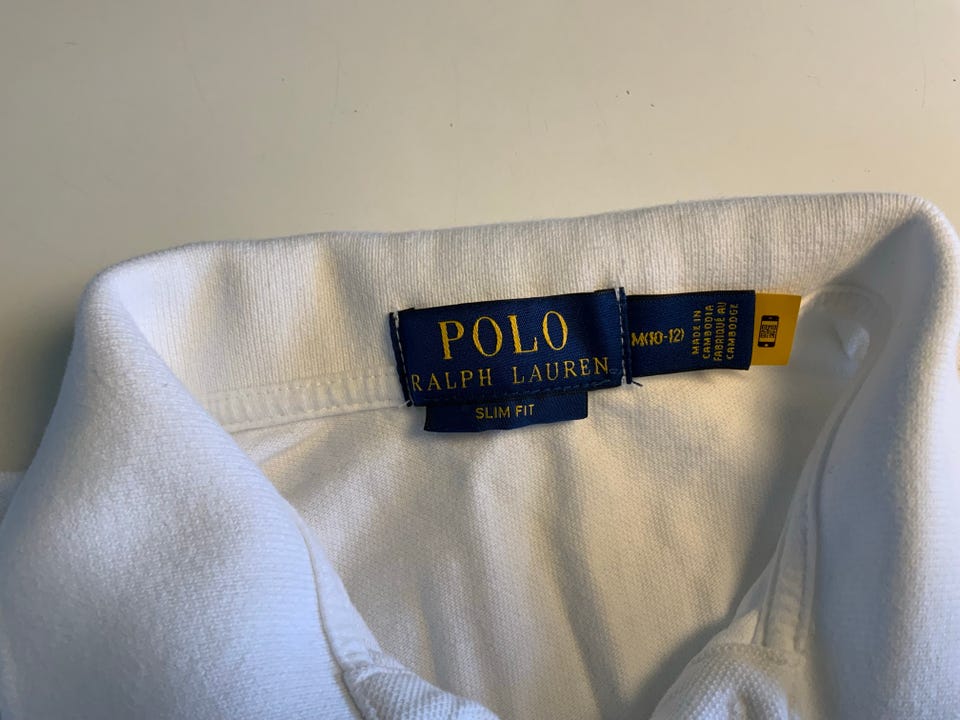 POLO
RALPH LAUREN
SLIM FIT
M(10-12)
MADE IN
CAMBODIA
FABRIQUÉ AU
CAMBODGE